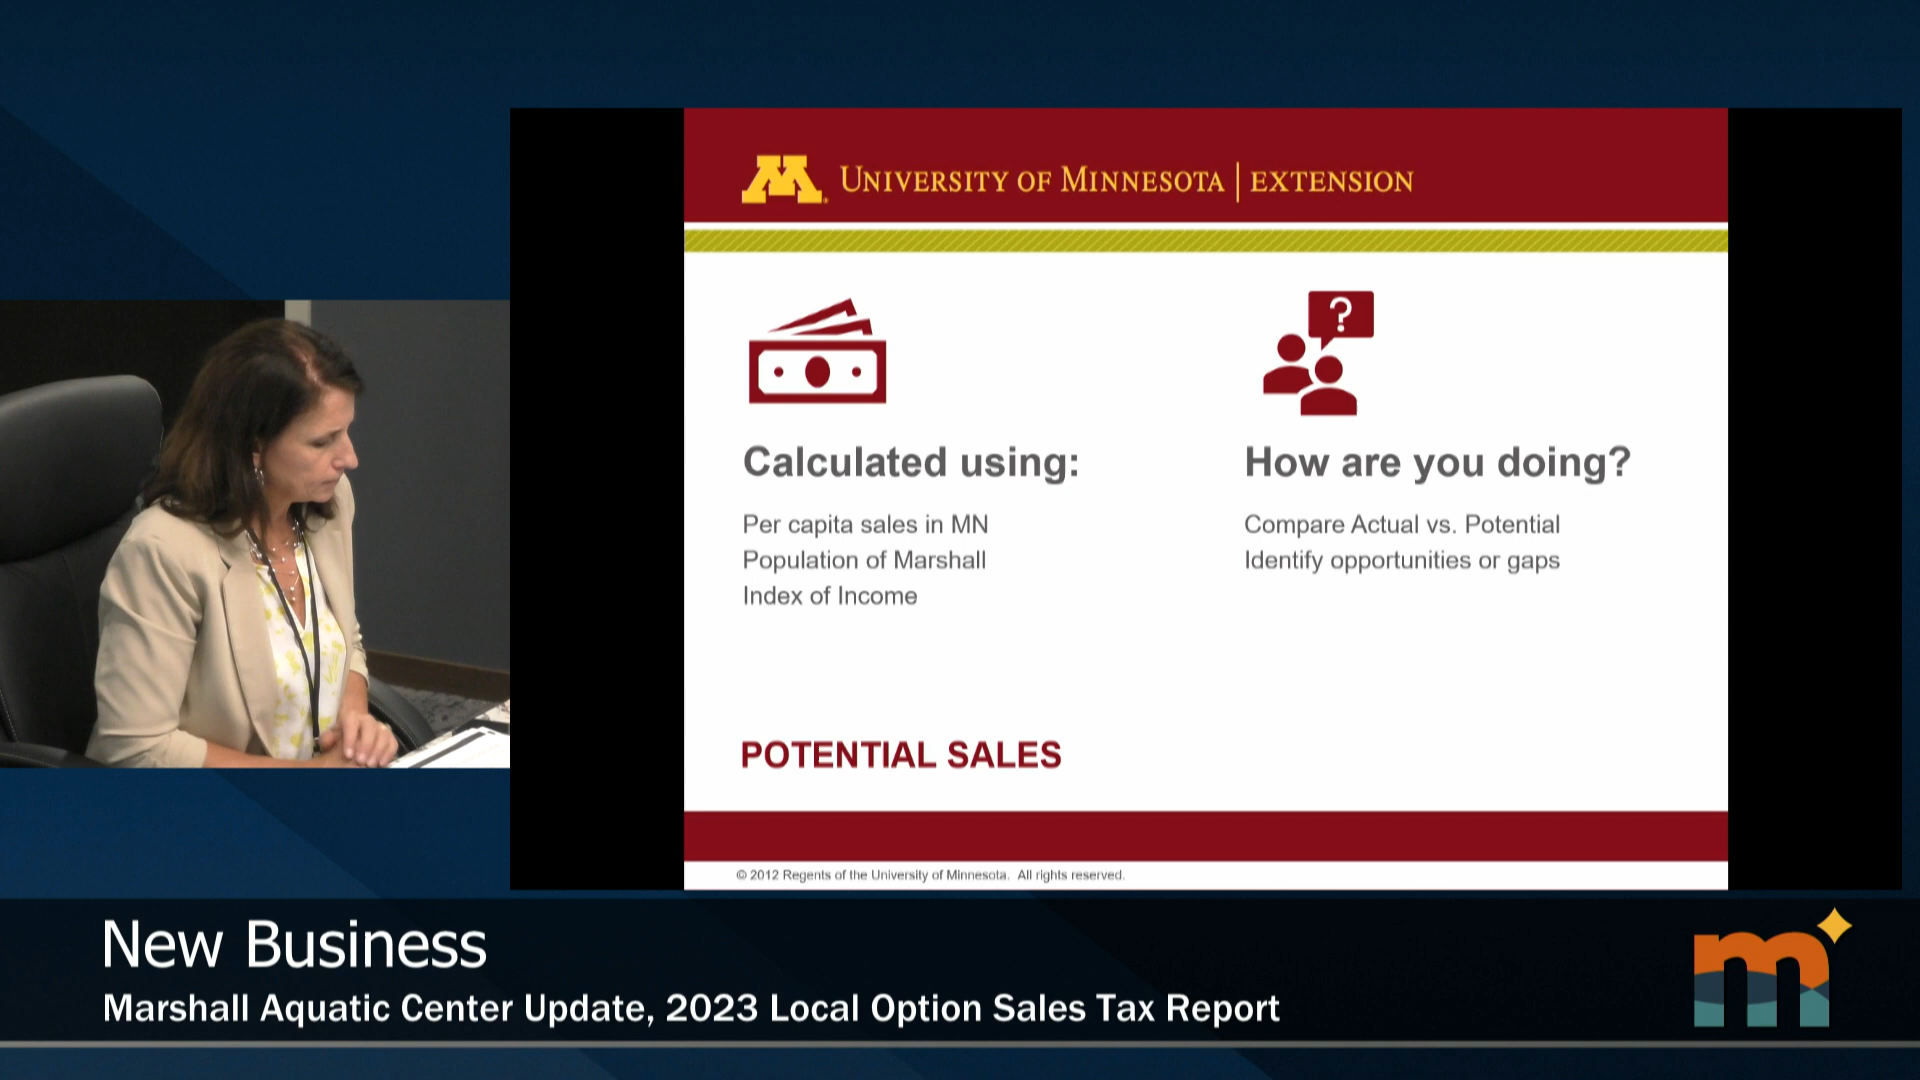 M
University of Minnesota | Extension
?
Calculated using:
Per capita sales in MN
Population of Marshall
Index of Income
How are you doing?
Compare Actual vs. Potential
Identify opportunities or gaps
POTENTIAL SALES
© 2012 Regents of the University of Minnesota. All rights reserved.
New Business
Marshall Aquatic Center Update, 2023 Local Option Sales Tax Report
m